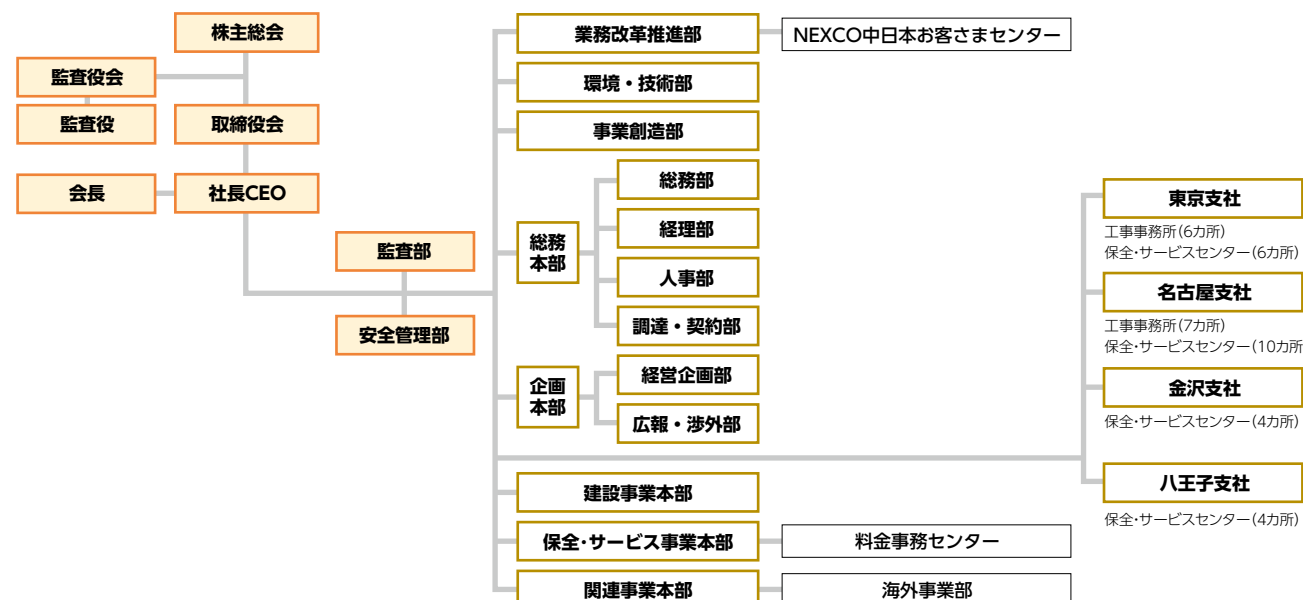 株主総会
監査役会
監査役
取締役会
会長
社長CEO
監査部
安全管理部
業務改革推進部
NEXCO中日本お客さまセンター
環境・技術部
事業創造部
総務
本部
総務部
経理部
人事部
調達・契約部
企画
本部
経営企画部
広報・渉外部
建設事業本部
保全・サービス事業本部
料金事務センター
関連事業本部
海外事業部
東京支社
工事事務所(6カ所)
保全・サービスセンター(6カ所)
名古屋支社
工事事務所(7カ所)
保全・サービスセンター(10カ所
金沢支社
保全・サービスセンター(4カ所)
八王子支社
保全・サービスセンター(4カ所)